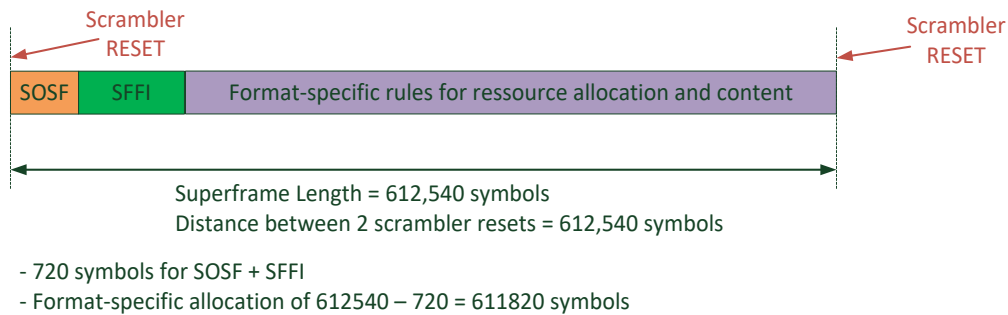 Scrambler
RESET
Scrambler
RESET
SOSF
SFFI
Format-specific rules for ressource allocation and content
Superframe Length = 612,540 symbols
Distance between 2 scrambler resets = 612,540 symbols
- 720 symbols for SOSF + SFFI
- Format-specific allocation of 612540 – 720 = 611820 symbols